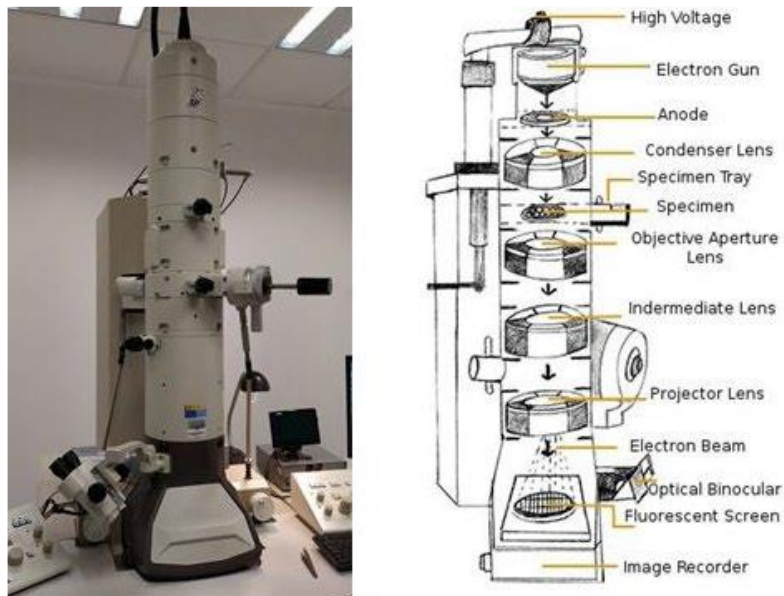 High Voltage
Electron Gun
Anode
Condenser Lens
Specimen Tray
Specimen
Objective Aperture
Lens
Indermediate Lens
Projector Lens
Electron Beam
Optical Binocular
Fluorescent Screen
Image Recorder